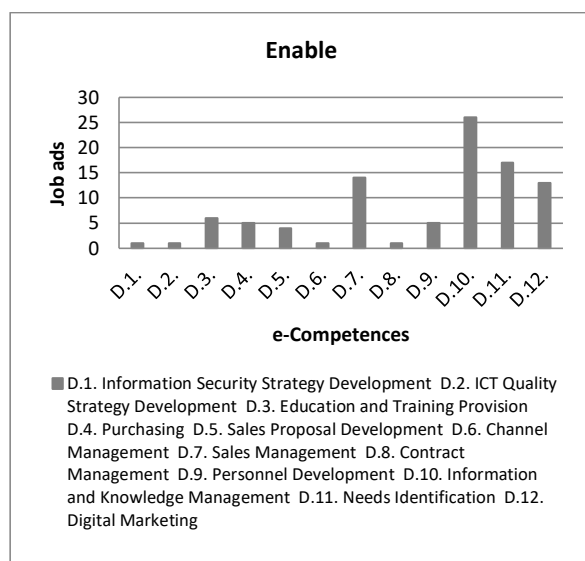 Enable
30
25
20
15
10
5
0
Job ads
D.1.
D.2.
D.3.
D.4.
D.5.
D.6.
D.7.
D.8.
D.9.
D.10.
D.11.
D.12.
e-Competences
D.1. Information Security Strategy Development D.2. ICT Quality
Strategy Development D.3. Education and Training Provision
D.4. Purchasing D.5. Sales Proposal Development D.6. Channel
Management D.7. Sales Management D.8. Contract
Management D.9. Personnel Development D.10. Information
and Knowledge Management D.11. Needs Identification D.12.
Digital Marketing